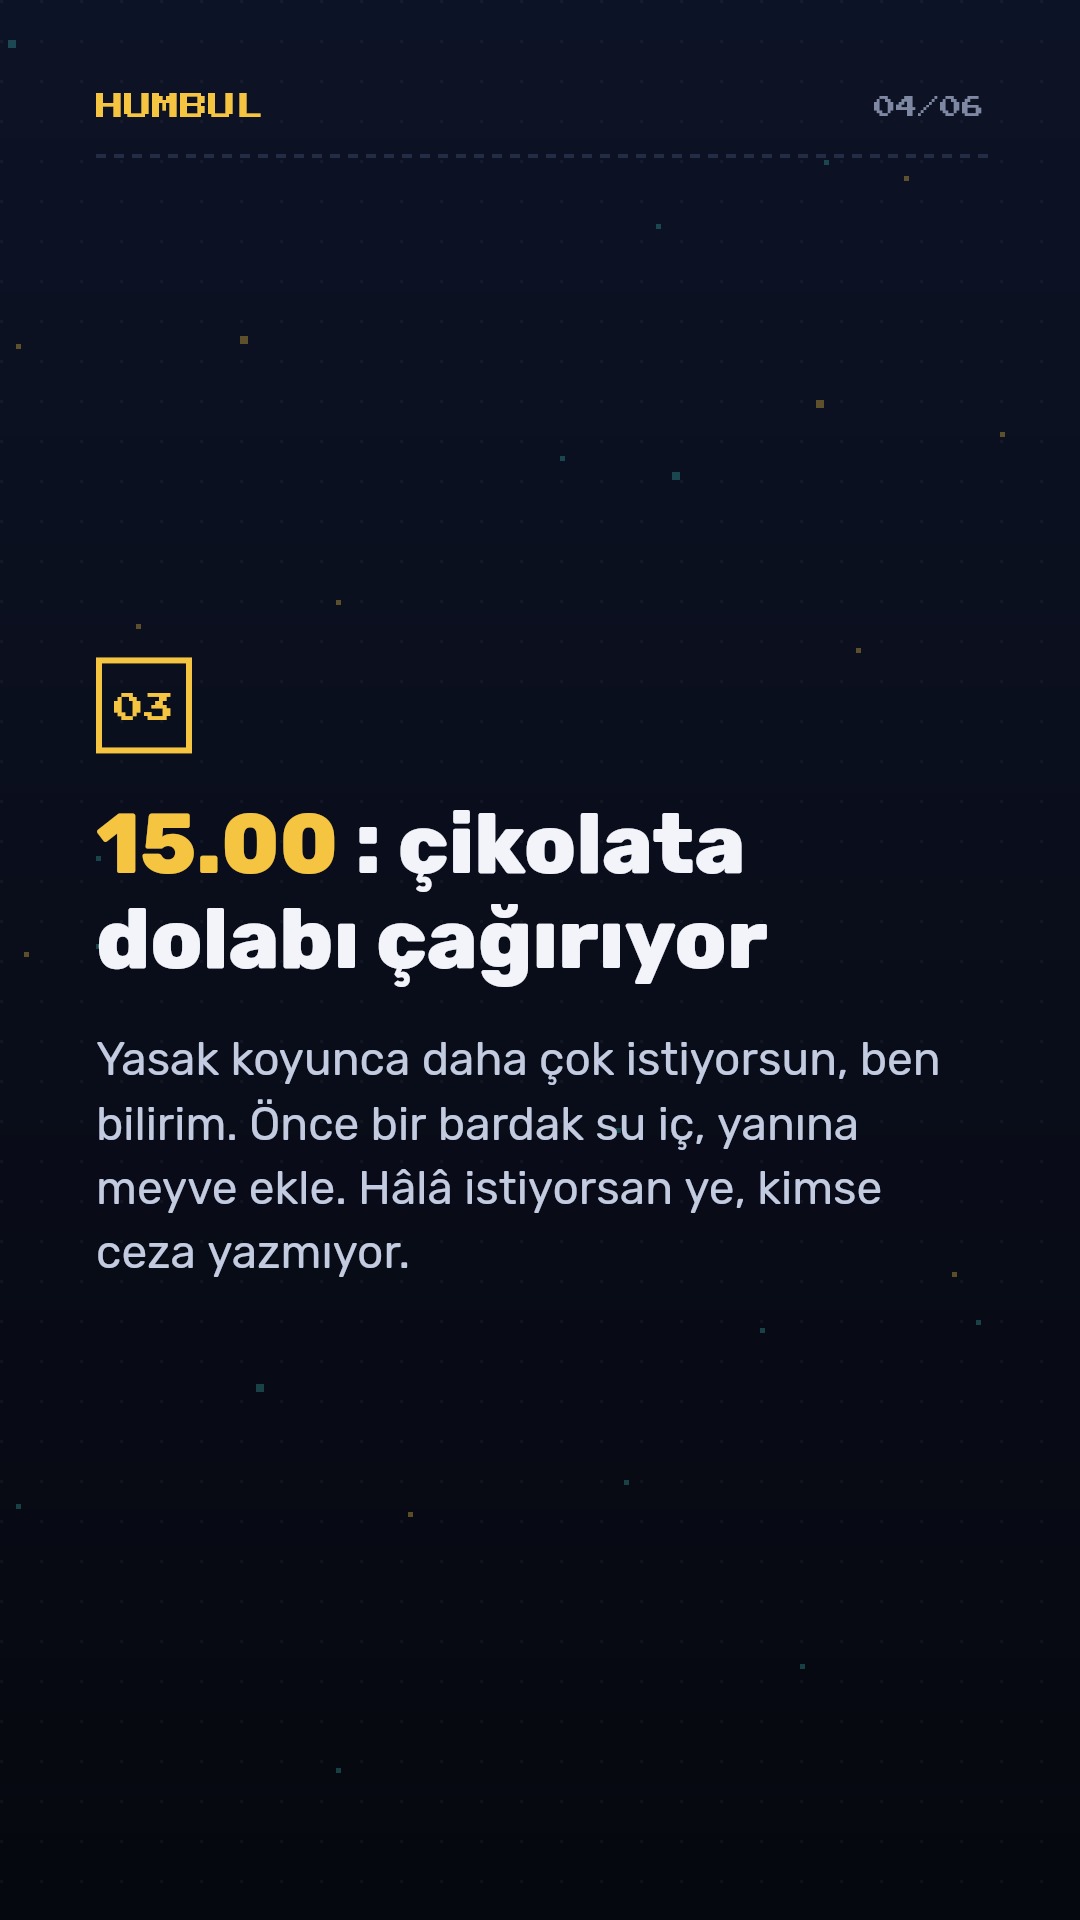 HUMBUL
04/06
03
15.00 : çikolata
dolabı çağırıyor
Yasak koyunca daha çok istiyorsun, ben
bilirim. Önce bir bardak su iç, yanına
meyve ekle. Hâlâ istiyorsan ye, kimse
ceza yazmıyor.